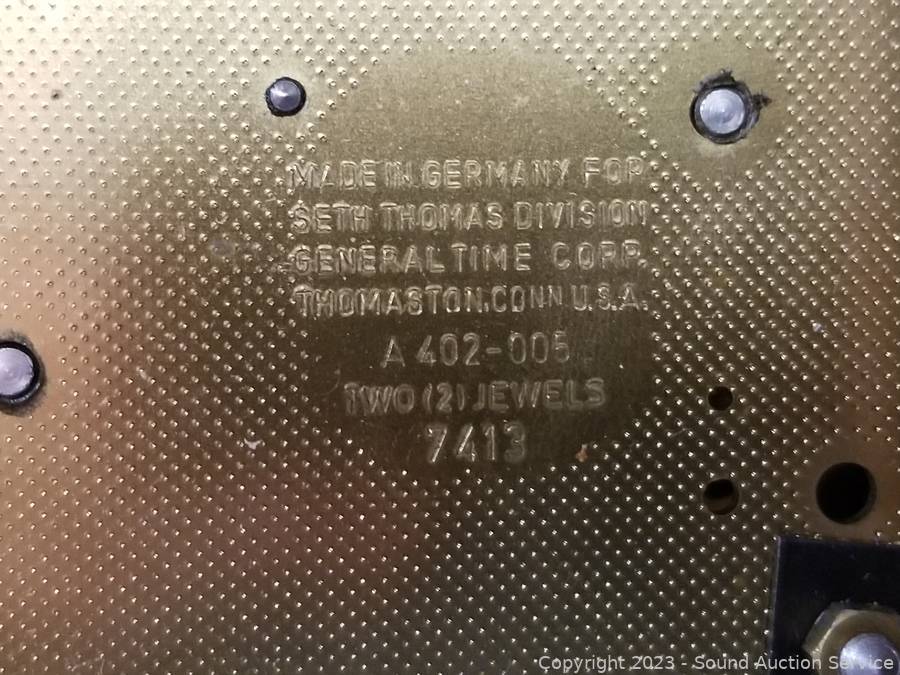 MADE IN GERMANY FOR
SETH THOMAS DIVISION
GENERAL TIME CORP.
THOMASTON.CONN U.S.A.
A 402-005
TWO (2) JEWELS
7413
Copyright 2023 - Sound Auction Service